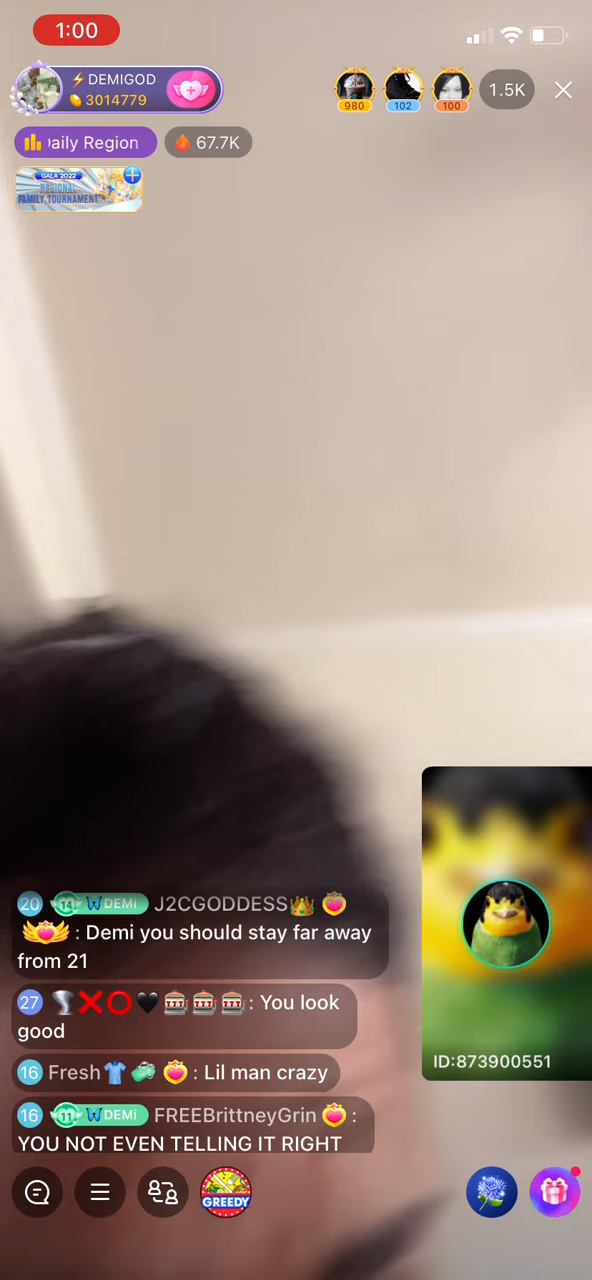 1:00
⚡DEMIGOD
3014779
980
102
100
1.5K
aily Region
67.7K
GALA 2022
REGIONAL
FAMILY TOURNAMENT
20 11 DEMi J2CGODDESS👑
: Demi you should stay far away
from 21
27 🌪❌⭕🖤🎰🎰🎰: You look
good
16 Fresh👕 : Lil man crazy
16 11 DEMi FREEBrittneyGrin :
YOU NOT EVEN TELLING IT RIGHT
ID:873900551
GREEDY